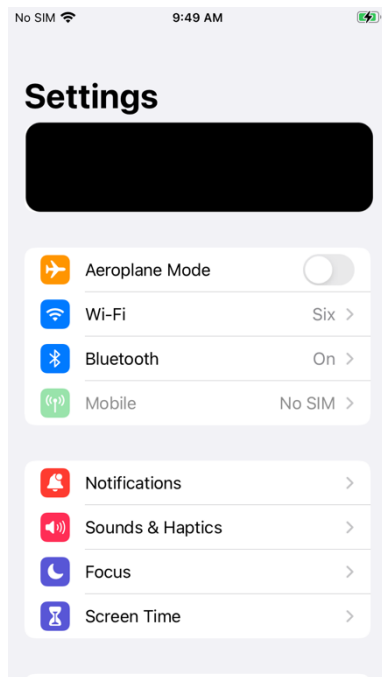 No SIM 9:49 AM
Settings
Aeroplane Mode
Wi-Fi Six
Bluetooth On
Mobile No SIM
Notifications
Sounds & Haptics
Focus
Screen Time